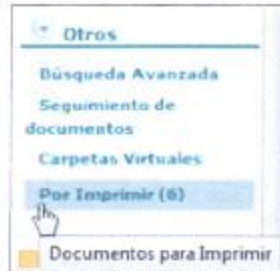 Otros
Búsqueda Avanzada
Seguimiento de
documentos
Carpetas Virtuales
Por Imprimir (6)
Documentos para Imprimir